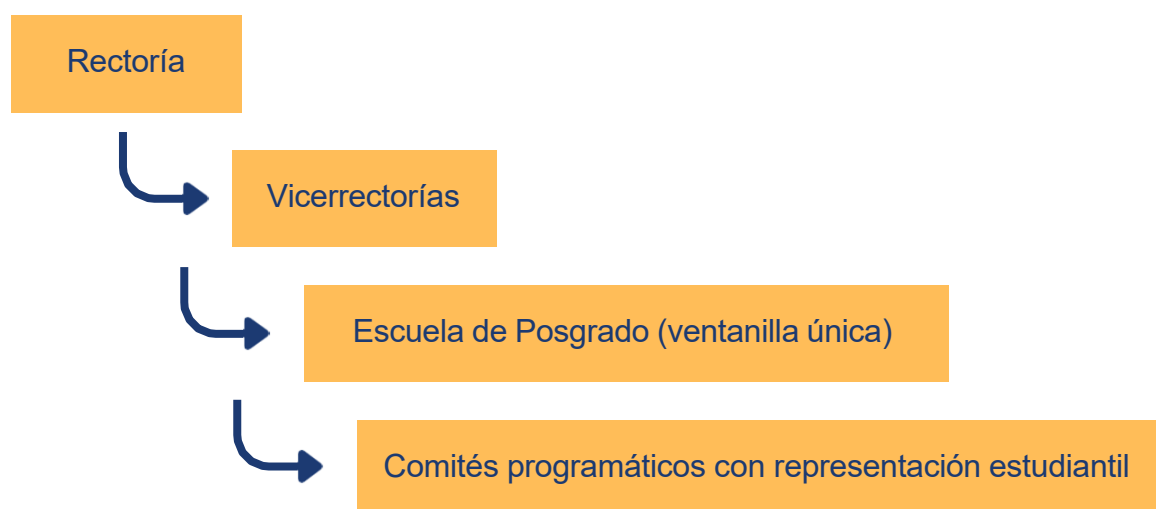 Rectoría
Vicerrectorías
Escuela de Posgrado (ventanilla única)
Comités programáticos con representación estudiantil